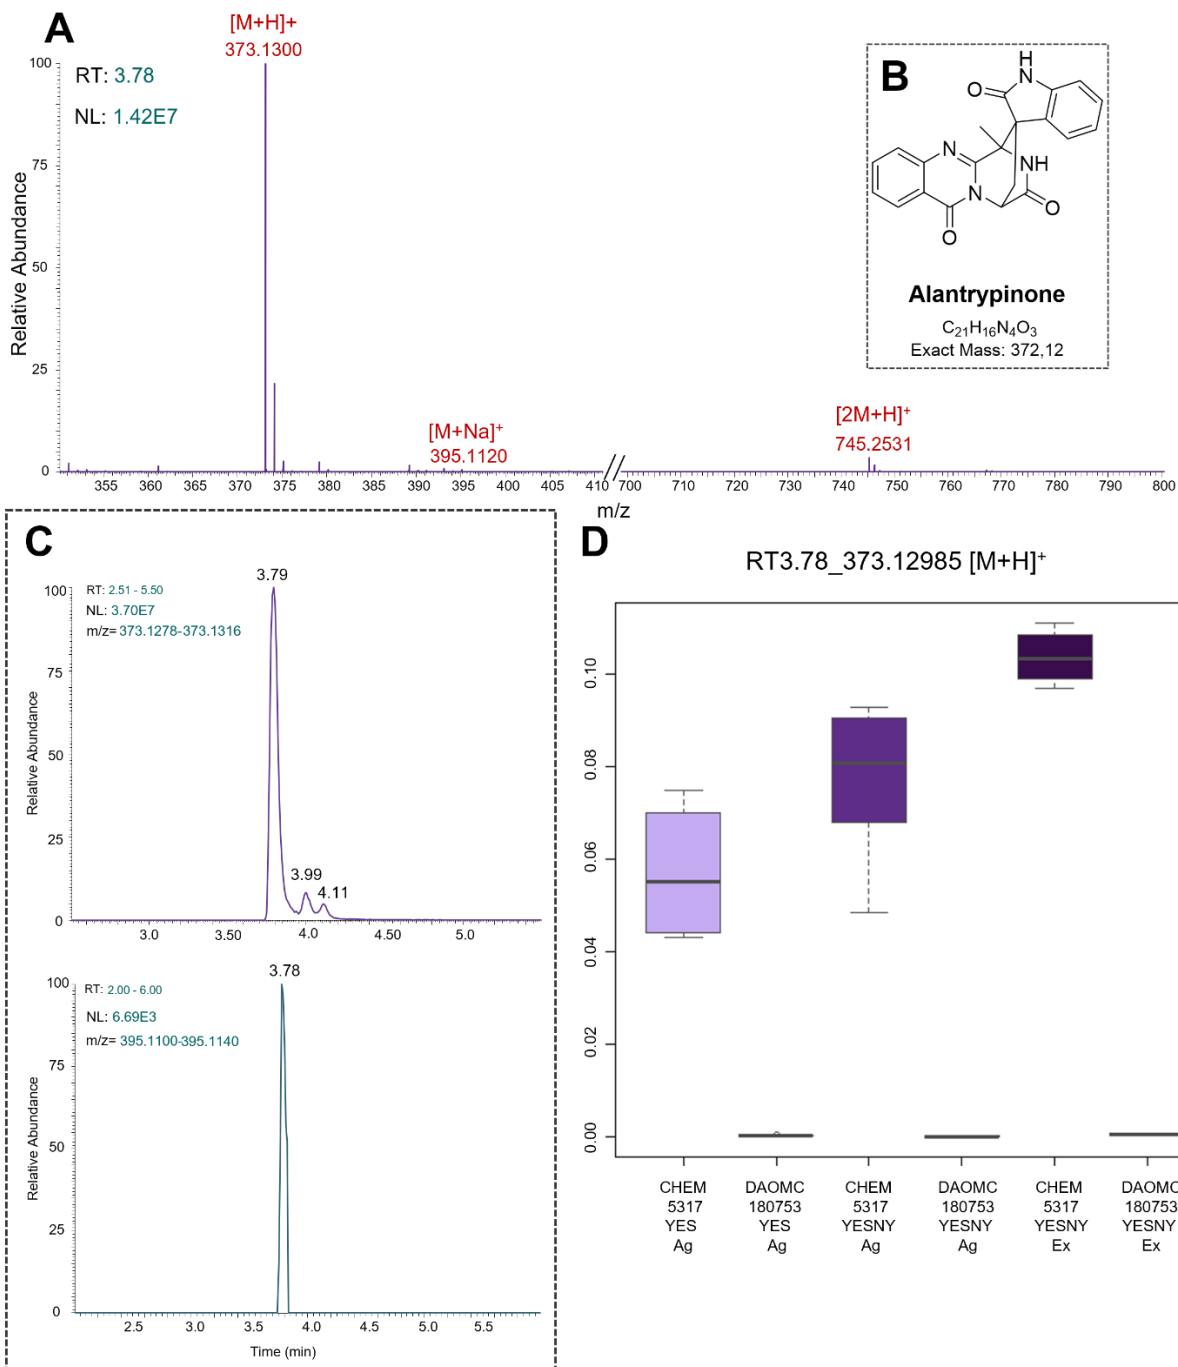 A
[M+H]+
373.1300
RT: 3.78
NL: 1.42E7
100
75
50
25
0
Relative Abundance
[M+Na]⁺
395.1120
[2M+H]⁺
745.2531
355 360 365 370 375 380 385 390 395 400 405 410 700 710 720 730 740 750 760 770 780 790 800
m/z
B
H
N
O
N
NH
N
O
O
Alantrypinone
C₂₁H₁₆N₄O₃
Exact Mass: 372,12
C
3.79
RT: 2.51 - 5.50
NL: 3.70E7
m/z= 373.1278-373.1316
100
75
50
25
0
Relative Abundance
3.99
4.11
3.0 3.50 4.0 4.50 5.0
3.78
RT: 2.00 - 6.00
NL: 6.69E3
m/z= 395.1100-395.1140
100
75
50
25
0
Relative Abundance
2.5 3.0 3.5 4.0 4.5 5.0 5.5
Time (min)
D
RT3.78_373.12985 [M+H]⁺
0.10
0.08
0.06
0.04
0.02
0.00
CHEM DAOMC CHEM DAOMC CHEM DAOMC
5317 180753 5317 180753 5317 180753
YES YES YESNY YESNY YESNY YESNY
Ag Ag Ag Ag Ex Ex